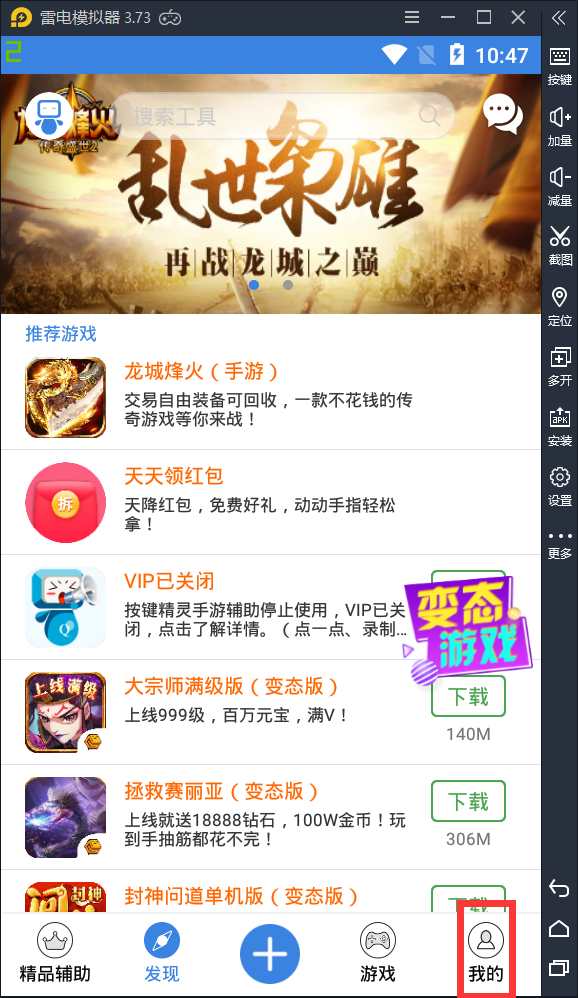 雷电模拟器 3.73
2
10:47
搜索工具
烽火
传奇盛世2
乱世枭雄
再战龙城之巅
推荐游戏
龙城烽火（手游）
交易自由装备可回收，一款不花钱的传
奇游戏等你来战！
拆
天天领红包
天降红包，免费好礼，动动手指轻松
拿！
VIP已关闭
按键精灵手游辅助停止使用，VIP已关
闭，点击了解详情。（点一点、录制...
变态
游戏
上线满级
大宗师满级版（变态版）
上线999级，百万元宝，满V！
下载
140M
拯救赛丽亚（变态版）
上线就送18888钻石，100W金币！玩
到手抽筋都花不完！
下载
306M
封神
问
封神问道单机版（变态版）
下载
精品辅助
发现
游戏
我的
按键
加量
减量
截图
定位
多开
APK
安装
设置
更多